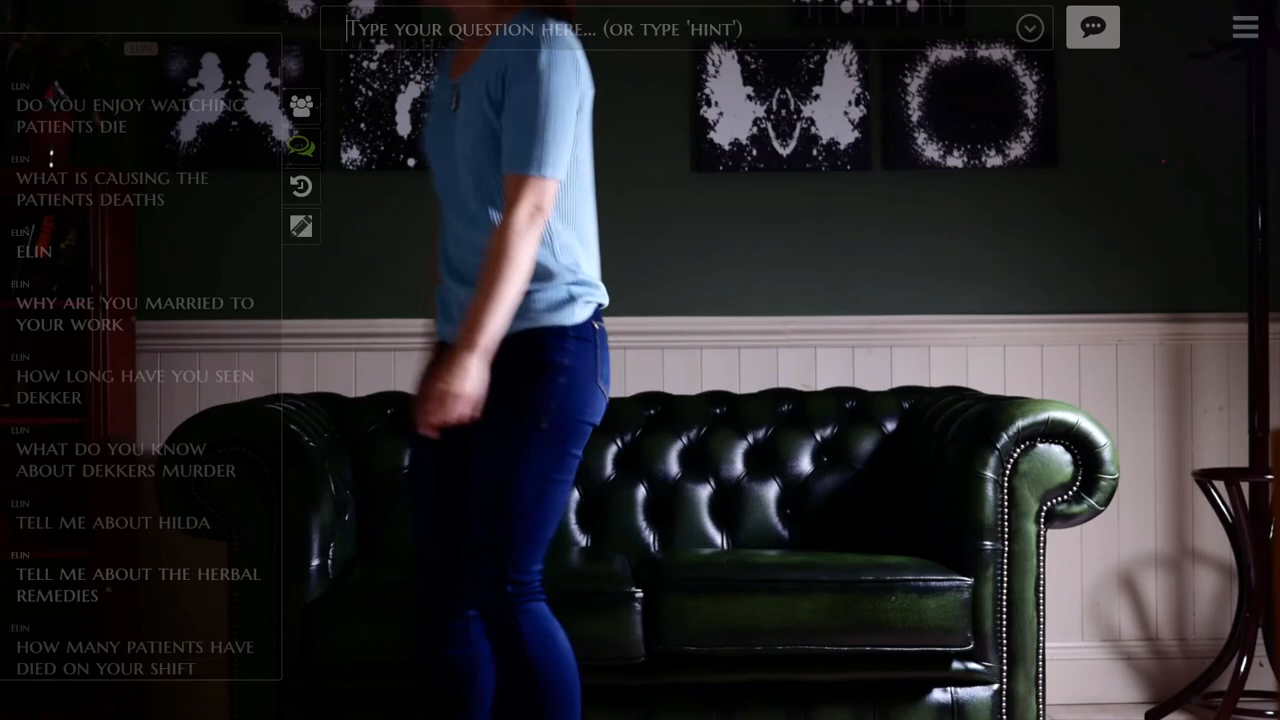 Type your question here... (or type 'hint')
ELIN
ELIN
DO YOU ENJOY WATCHING
PATIENTS DIE
ELIN
WHAT IS CAUSING THE
PATIENTS DEATHS
ELIN
ELIN
ELIN
WHY ARE YOU MARRIED TO
YOUR WORK
ELIN
HOW LONG HAVE YOU SEEN
DEKKER
ELIN
WHAT DO YOU KNOW
ABOUT DEKKERS MURDER
ELIN
TELL ME ABOUT HILDA
ELIN
TELL ME ABOUT THE HERBAL
REMEDIES *
ELIN
HOW MANY PATIENTS HAVE
DIED ON YOUR SHIFT